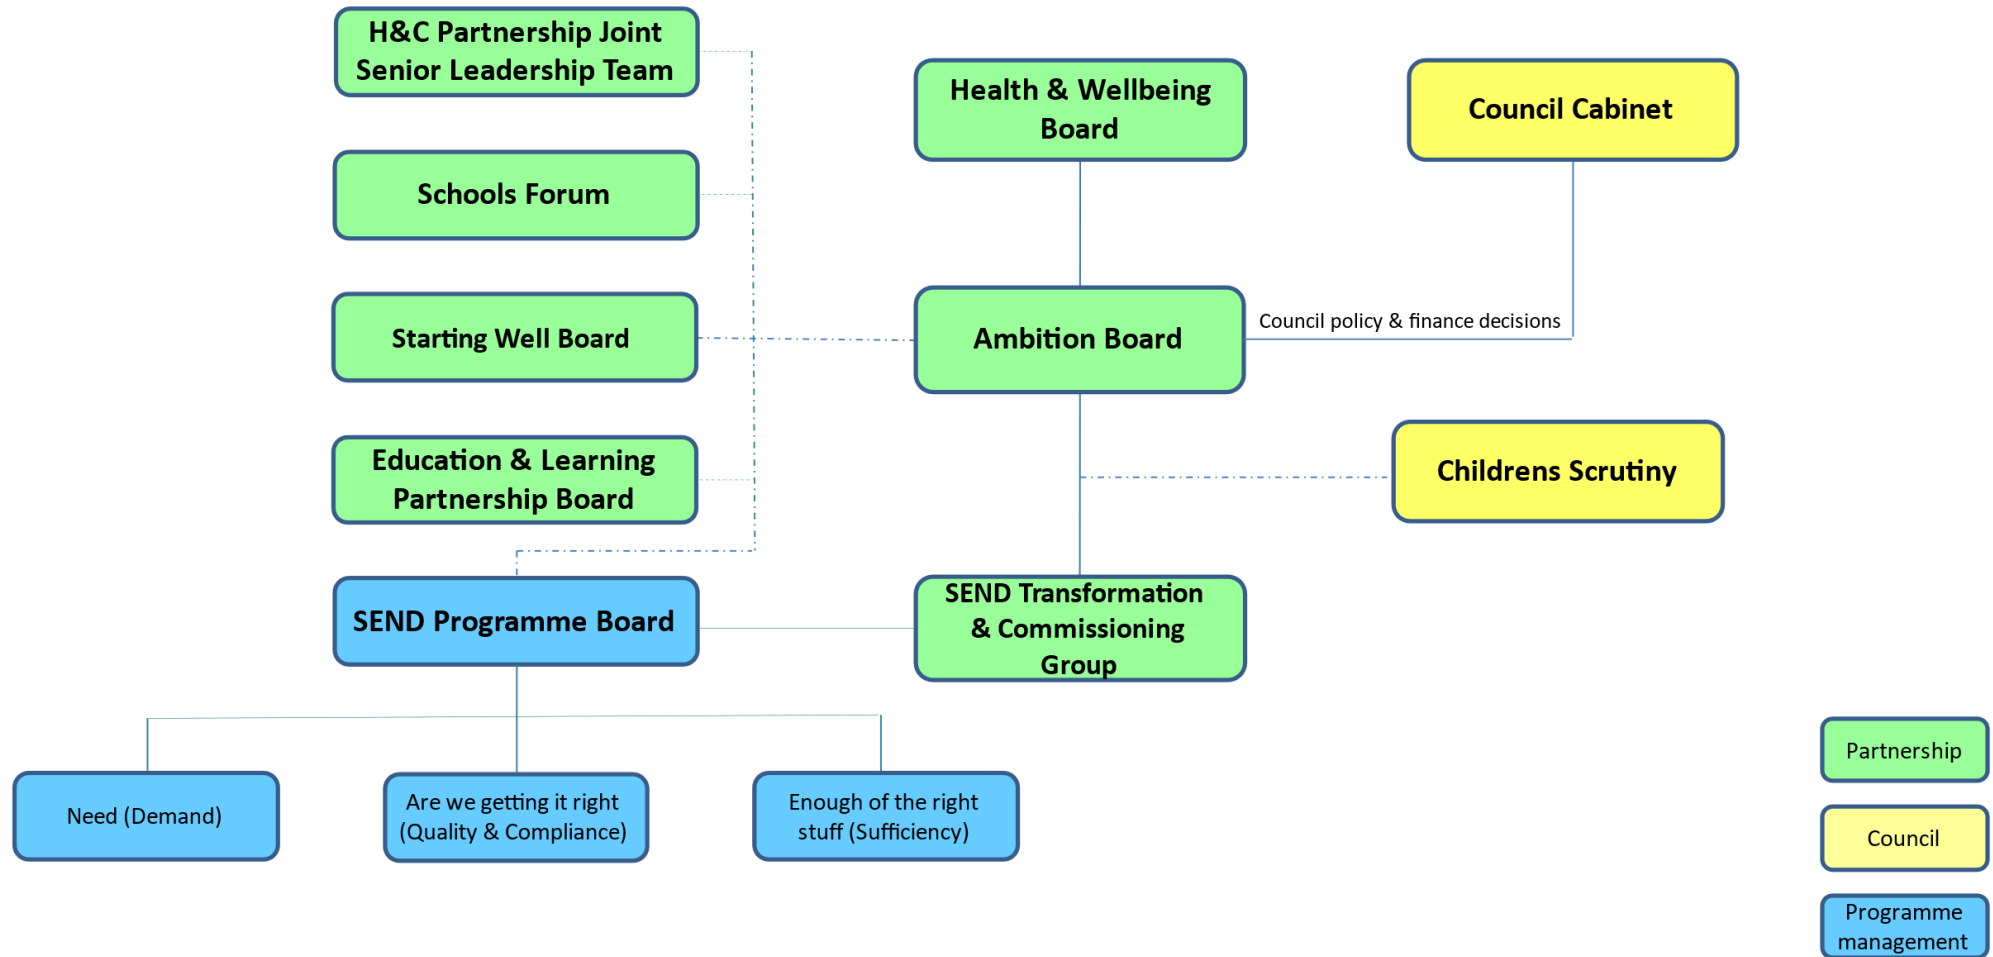 H&C Partnership Joint
Senior Leadership Team
Health & Wellbeing
Board
Council Cabinet
Schools Forum
Starting Well Board
Ambition Board
Council policy & finance decisions
Education & Learning
Partnership Board
Childrens Scrutiny
SEND Programme Board
SEND Transformation
& Commissioning
Group
Need (Demand)
Are we getting it right
(Quality & Compliance)
Enough of the right
stuff (Sufficiency)
Partnership
Council
Programme
management